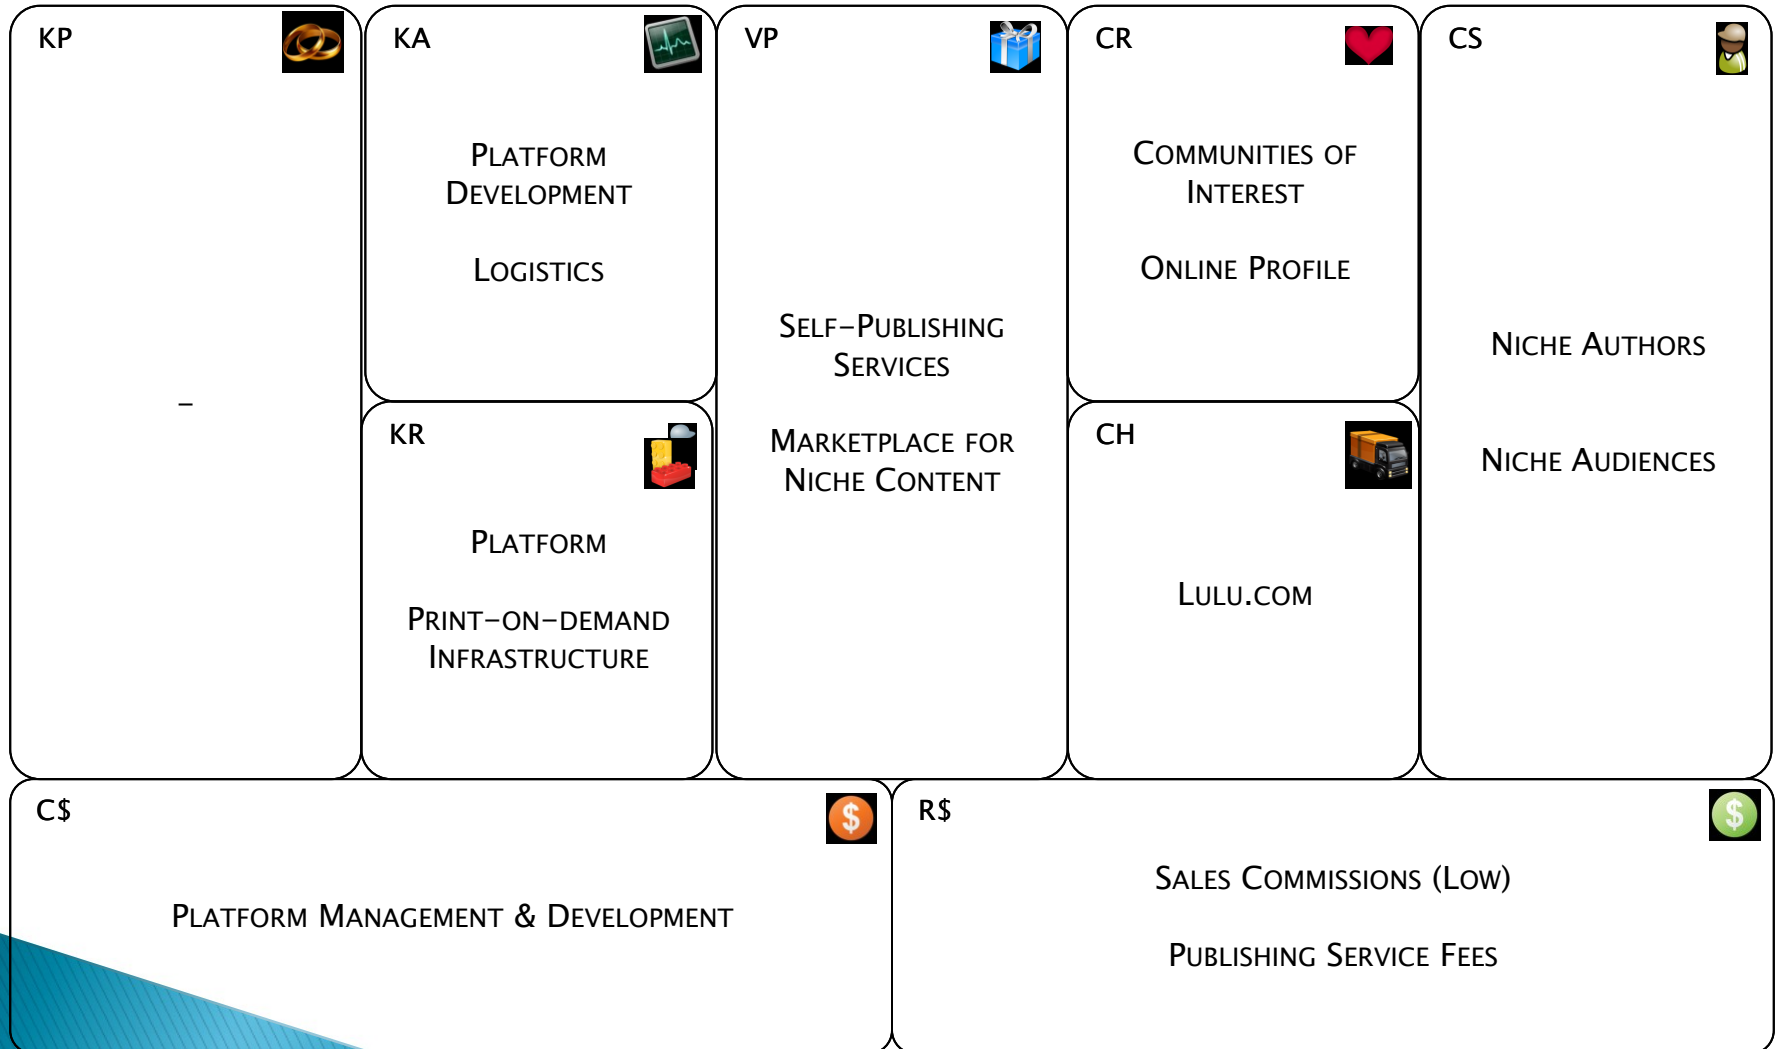 KP
–
KA
Platform
Development
Logistics
KR
Platform
Print-on-demand
Infrastructure
VP
Self-Publishing
Services
Marketplace for
Niche Content
CR
Communities of
Interest
Online Profile
CH
Lulu.com
CS
Niche Authors
Niche Audiences
C$
Platform Management & Development
R$
Sales Commissions (Low)
Publishing Service Fees